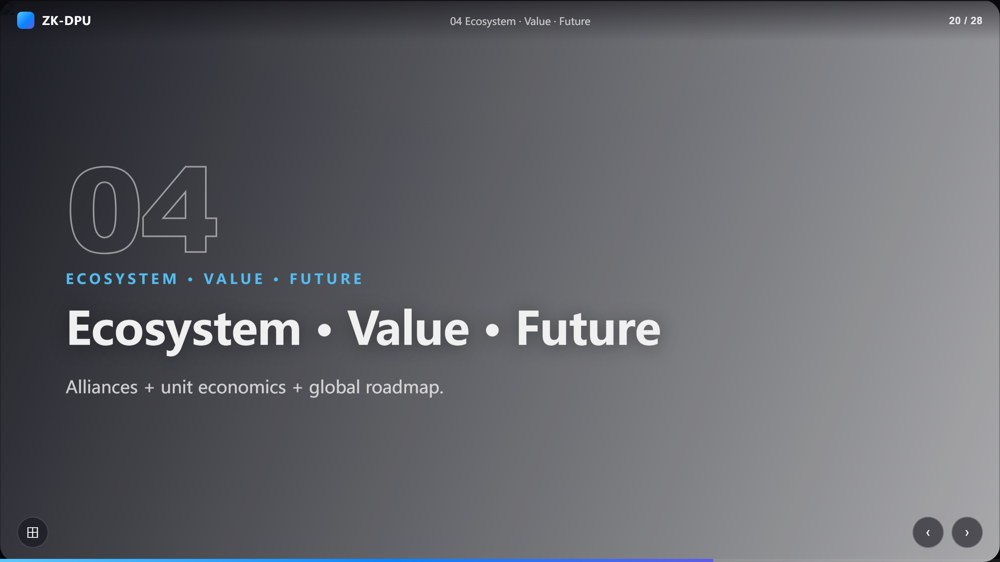 ZK-DPU
04 Ecosystem · Value · Future
20 / 28
04
ECOSYSTEM • VALUE • FUTURE
Ecosystem • Value • Future
Alliances + unit economics + global roadmap.